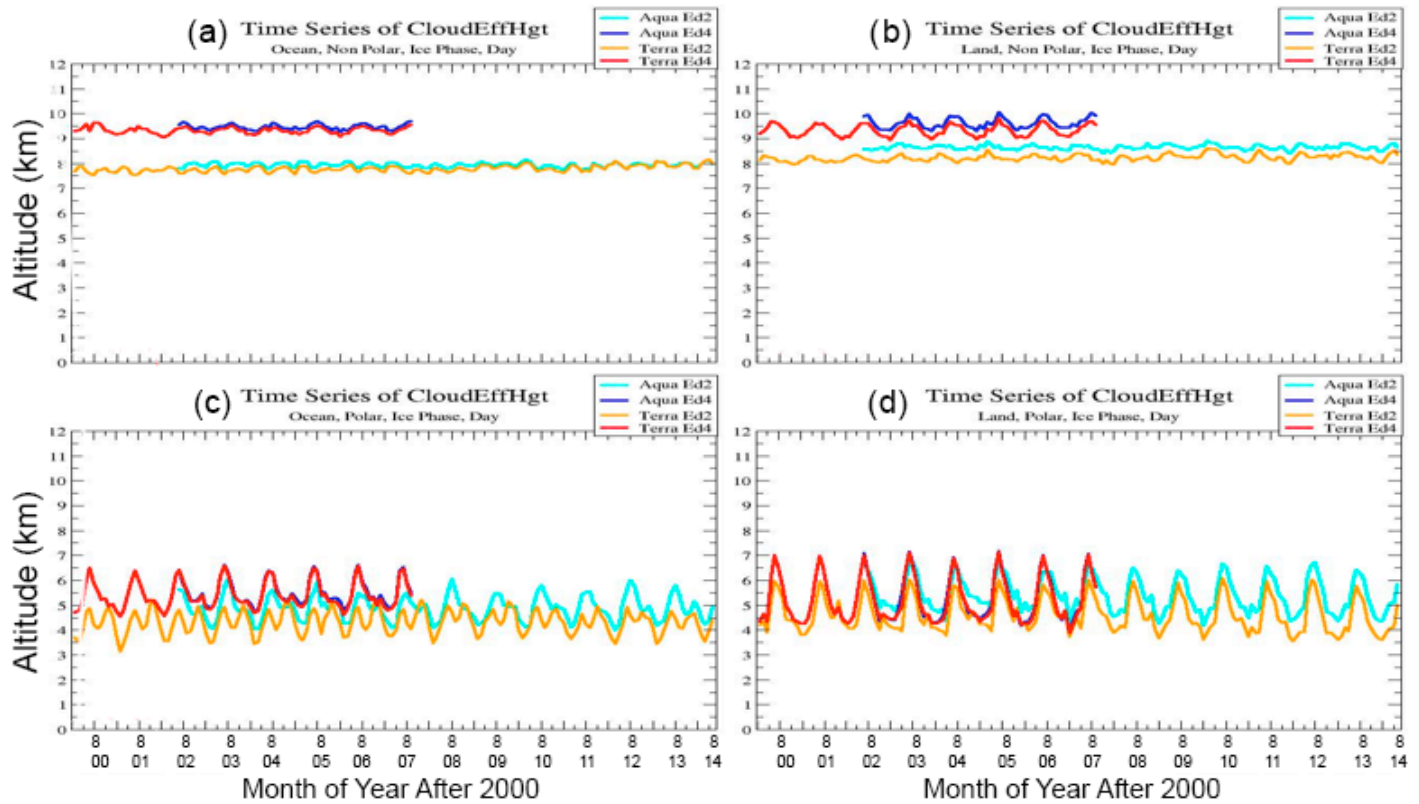 (a) Time Series of CloudEffHgt
Ocean, Non Polar, Ice Phase, Day
Aqua Ed2
Aqua Ed4
Terra Ed2
Terra Ed4
Altitude (km)
12
11
10
9
8
7
6
5
4
3
2
1
0
(b) Time Series of CloudEffHgt
Land, Non Polar, Ice Phase, Day
Aqua Ed2
Aqua Ed4
Terra Ed2
Terra Ed4
12
11
10
9
8
7
6
5
4
3
2
1
0
(c) Time Series of CloudEffHgt
Ocean, Polar, Ice Phase, Day
Aqua Ed2
Aqua Ed4
Terra Ed2
Terra Ed4
Altitude (km)
12
11
10
9
8
7
6
5
4
3
2
1
0
8 8 8 8 8 8 8 8 8 8 8 8 8 8 8
00 01 02 03 04 05 06 07 08 09 10 11 12 13 14
Month of Year After 2000
(d) Time Series of CloudEffHgt
Land, Polar, Ice Phase, Day
Aqua Ed2
Aqua Ed4
Terra Ed2
Terra Ed4
12
11
10
9
8
7
6
5
4
3
2
1
0
8 8 8 8 8 8 8 8 8 8 8 8 8 8 8
00 01 02 03 04 05 06 07 08 09 10 11 12 13 14
Month of Year After 2000